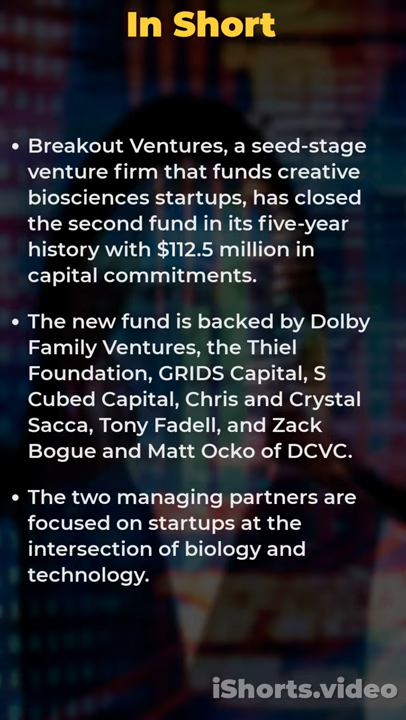 In Short
• Breakout Ventures, a seed-stage
venture firm that funds creative
biosciences startups, has closed
the second fund in its five-year
history with $112.5 million in
capital commitments.
• The new fund is backed by Dolby
Family Ventures, the Thiel
Foundation, GRIDS Capital, S
Cubed Capital, Chris and Crystal
Sacca, Tony Fadell, and Zack
Bogue and Matt Ocko of DCVC.
• The two managing partners are
focused on startups at the
intersection of biology and
technology.
iShorts.video